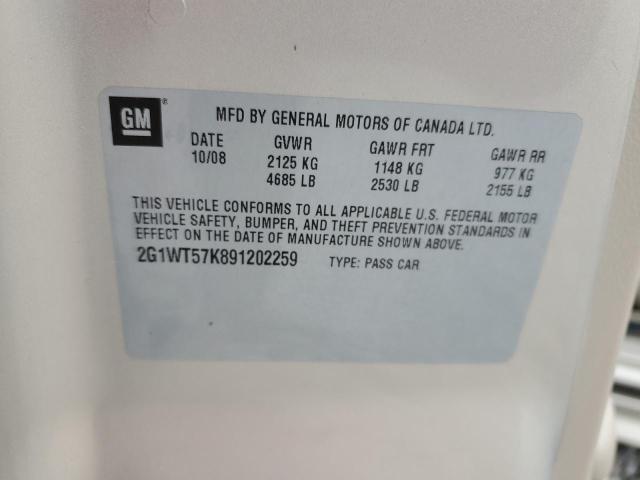 GM ®
MFD BY GENERAL MOTORS OF CANADA LTD.
DATE GVWR GAWR FRT GAWR RR
10/08 2125 KG 1148 KG 977 KG
4685 LB 2530 LB 2155 LB
THIS VEHICLE CONFORMS TO ALL APPLICABLE U.S. FEDERAL MOTOR
VEHICLE SAFETY, BUMPER, AND THEFT PREVENTION STANDARDS IN
EFFECT ON THE DATE OF MANUFACTURE SHOWN ABOVE.
2G1WT57K891202259 TYPE: PASS CAR